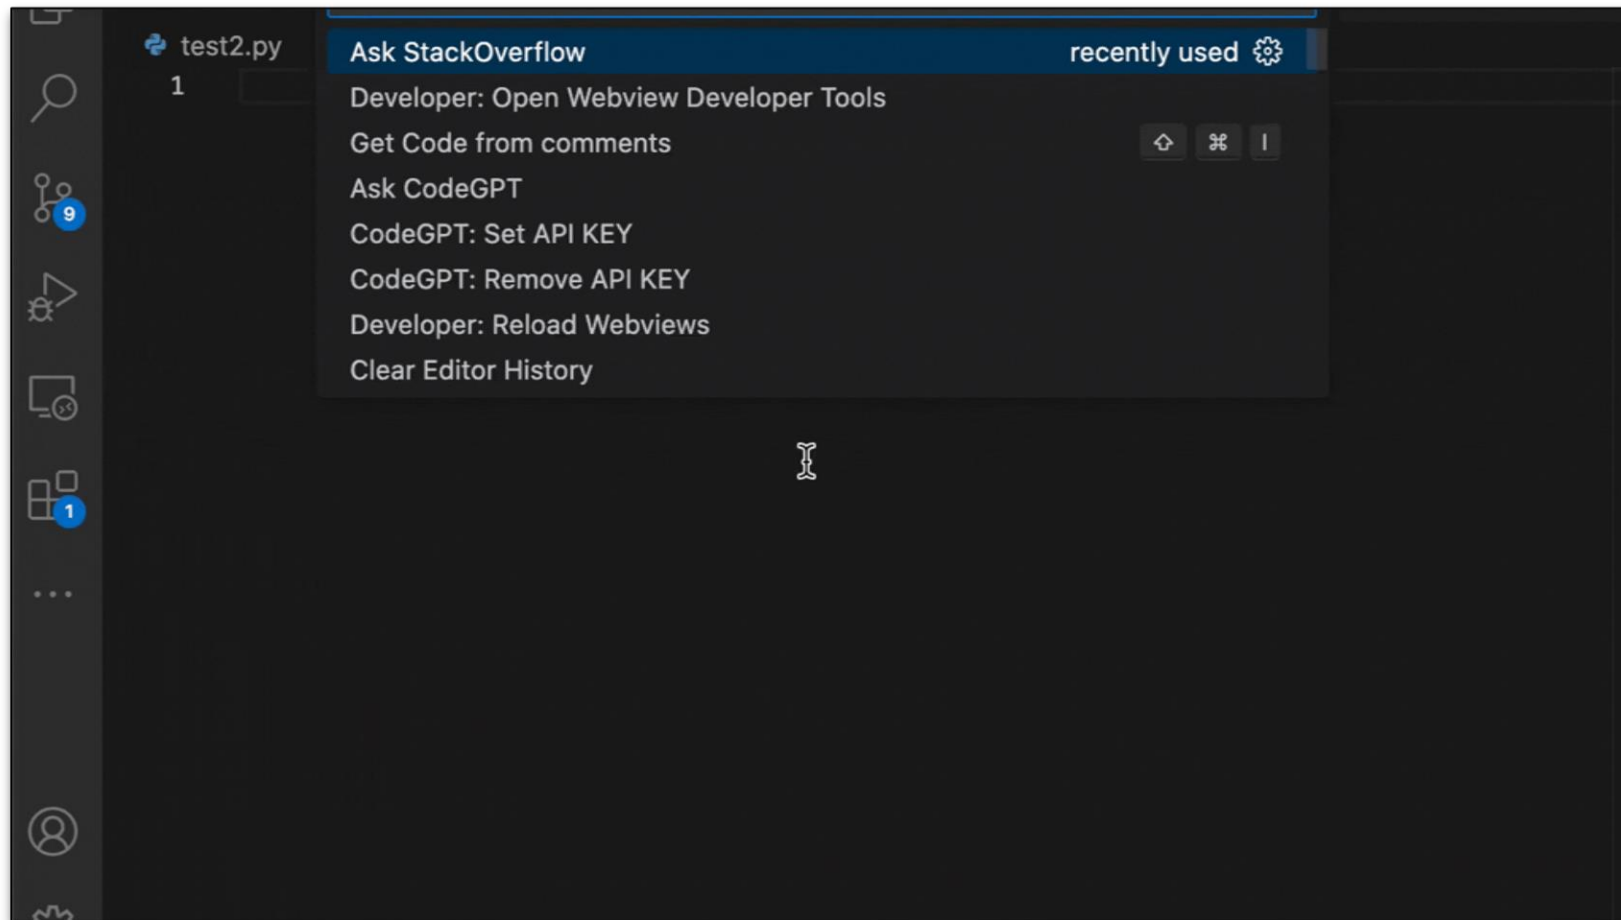 test2.py
1
Ask StackOverflow recently used
Developer: Open Webview Developer Tools
Get Code from comments ⇧ ⌘ I
Ask CodeGPT
CodeGPT: Set API KEY
CodeGPT: Remove API KEY
Developer: Reload Webviews
Clear Editor History
9
1